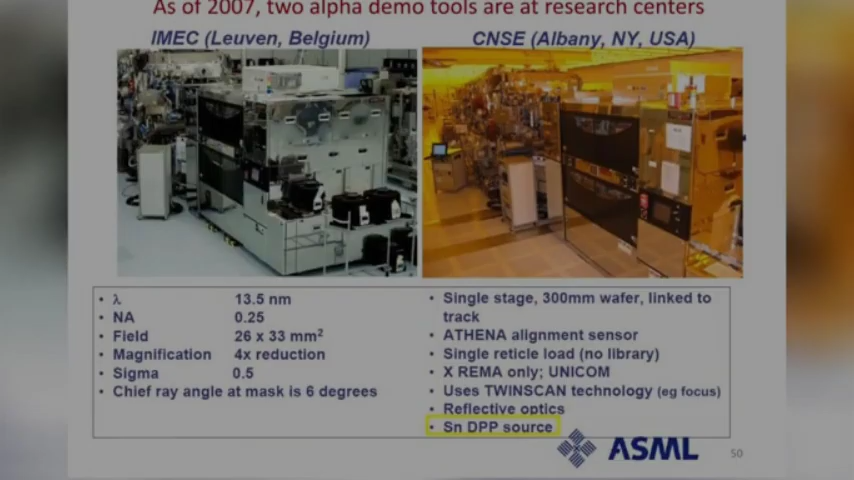 As of 2007, two alpha demo tools are at research centers
IMEC (Leuven, Belgium)
CNSE (Albany, NY, USA)
• λ 13.5 nm
• NA 0.25
• Field 26 x 33 mm²
• Magnification 4x reduction
• Sigma 0.5
• Chief ray angle at mask is 6 degrees
• Single stage, 300mm wafer, linked to
track
• ATHENA alignment sensor
• Single reticle load (no library)
• X REMA only; UNICOM
• Uses TWINSCAN technology (eg focus)
• Reflective optics
• Sn DPP source
ASML
50